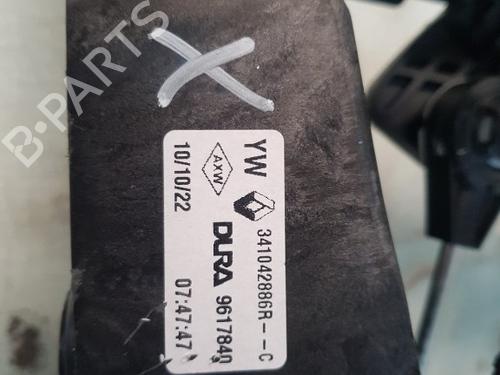 B-PARTS
X
YW
AXW
10/10/22
341042886R--C
DURA 9617840
07:47:47